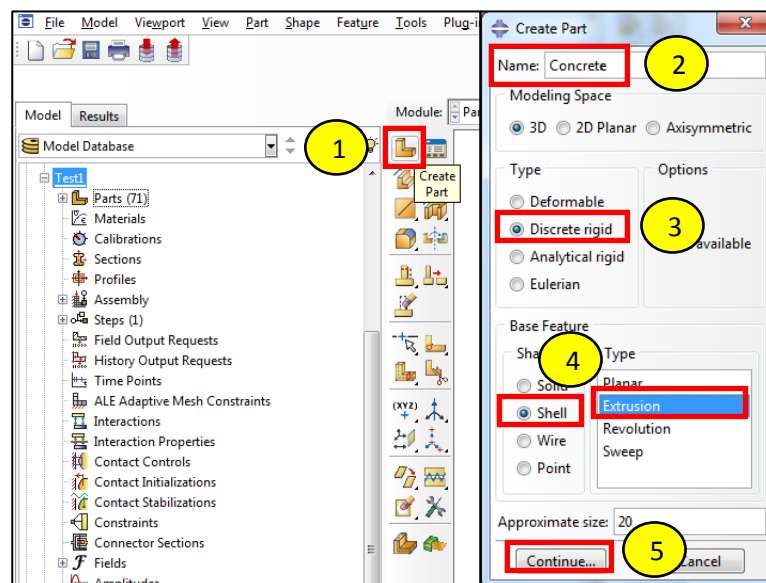 File Model Viewport View Part Shape Feature Tools Plug-i
Model Results
Module: Pa
Model Database
1
Create
Part
Test1
Parts (71)
Materials
Calibrations
Sections
Profiles
Assembly
Steps (1)
Field Output Requests
History Output Requests
Time Points
ALE Adaptive Mesh Constraints
Interactions
Interaction Properties
Contact Controls
Contact Initializations
Contact Stabilizations
Constraints
Connector Sections
Fields
Amplitudes
(XYZ)
Create Part
Name: Concrete
2
Modeling Space
3D 2D Planar Axisymmetric
Type Options
Deformable
Discrete rigid
3
available
Analytical rigid
Eulerian
Base Feature
4
Sha Type
Solid Planar
Shell Extrusion
Wire Revolution
Point Sweep
Approximate size: 20
Continue... 5 ancel